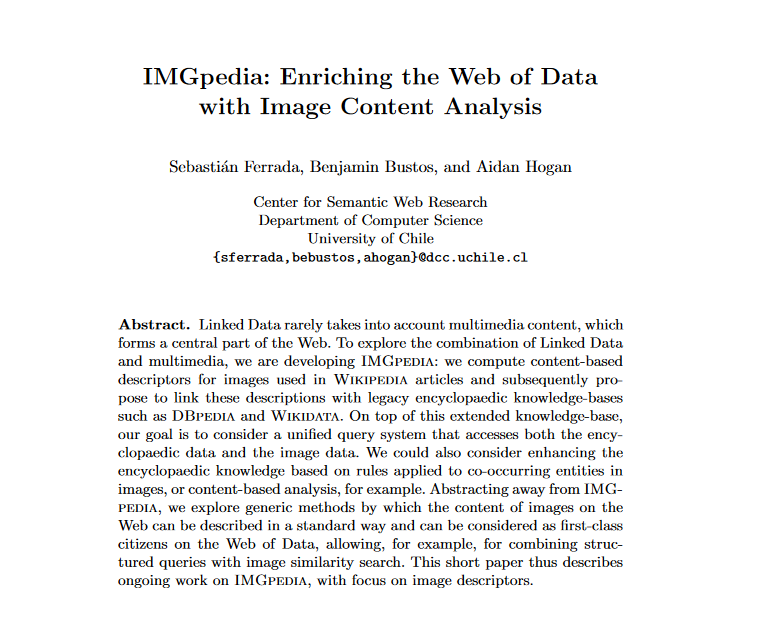 IMGpedia: Enriching the Web of Data
with Image Content Analysis
Sebastián Ferrada, Benjamin Bustos, and Aidan Hogan
Center for Semantic Web Research
Department of Computer Science
University of Chile
{sferrada,bebustos,ahogan}@dcc.uchile.cl
Abstract. Linked Data rarely takes into account multimedia content, which
forms a central part of the Web. To explore the combination of Linked Data
and multimedia, we are developing IMGPEDIA: we compute content-based
descriptors for images used in WIKIPEDIA articles and subsequently pro-
pose to link these descriptions with legacy encyclopaedic knowledge-bases
such as DBPEDIA and WIKIDATA. On top of this extended knowledge-base,
our goal is to consider a unified query system that accesses both the ency-
clopaedic data and the image data. We could also consider enhancing the
encyclopaedic knowledge based on rules applied to co-occurring entities in
images, or content-based analysis, for example. Abstracting away from IMG-
PEDIA, we explore generic methods by which the content of images on the
Web can be described in a standard way and can be considered as first-class
citizens on the Web of Data, allowing, for example, for combining struc-
tured queries with image similarity search. This short paper thus describes
ongoing work on IMGPEDIA, with focus on image descriptors.